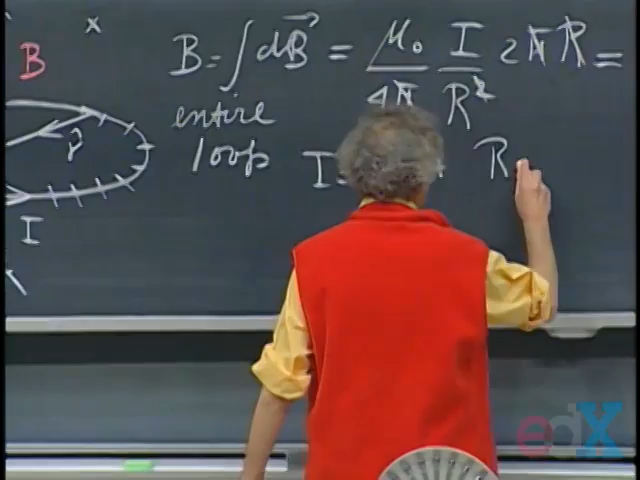 x
B
B = ∫ dB⃗ = μ₀/4π I/R² 2πR =
entire
loop
r̂
I
I
R
edX